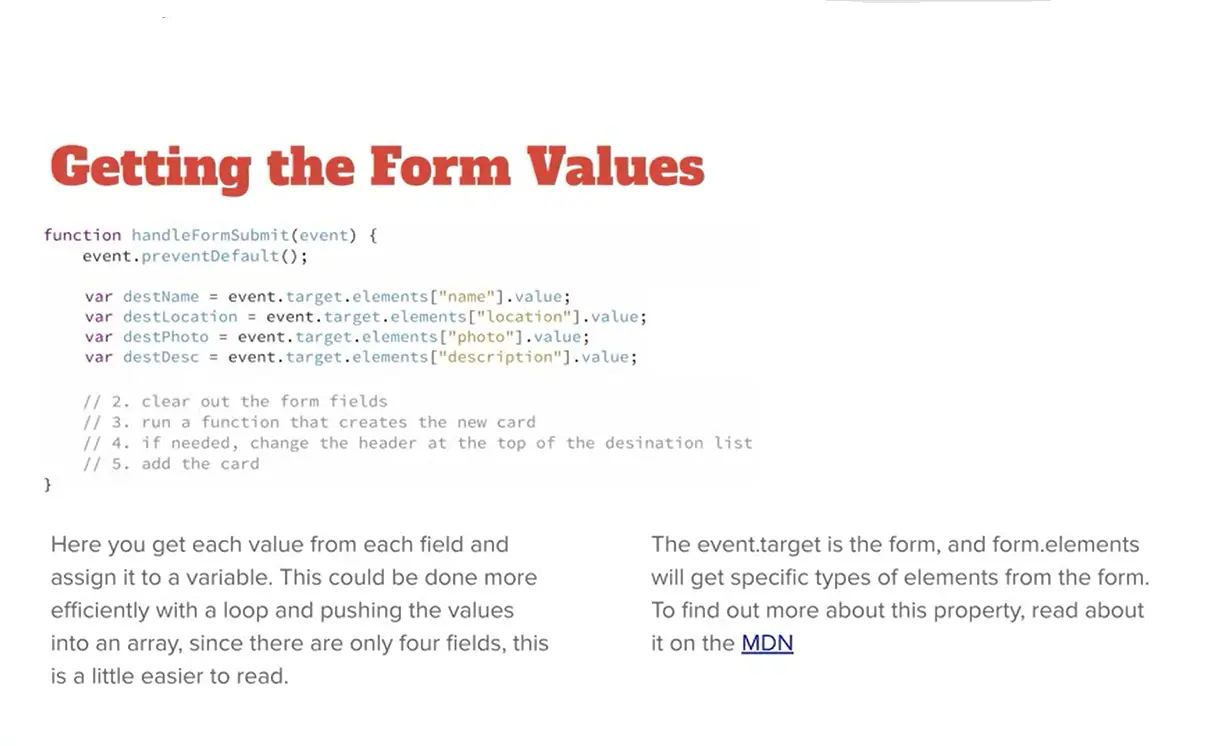 Getting the Form Values
function handleFormSubmit(event) {
event.preventDefault();
var destName = event.target.elements["name"].value;
var destLocation = event.target.elements["location"].value;
var destPhoto = event.target.elements["photo"].value;
var destDesc = event.target.elements["description"].value;
// 2. clear out the form fields
// 3. run a function that creates the new card
// 4. if needed, change the header at the top of the desination list
// 5. add the card
}
Here you get each value from each field and
assign it to a variable. This could be done more
efficiently with a loop and pushing the values
into an array, since there are only four fields, this
is a little easier to read.
The event.target is the form, and form.elements
will get specific types of elements from the form.
To find out more about this property, read about
it on the MDN